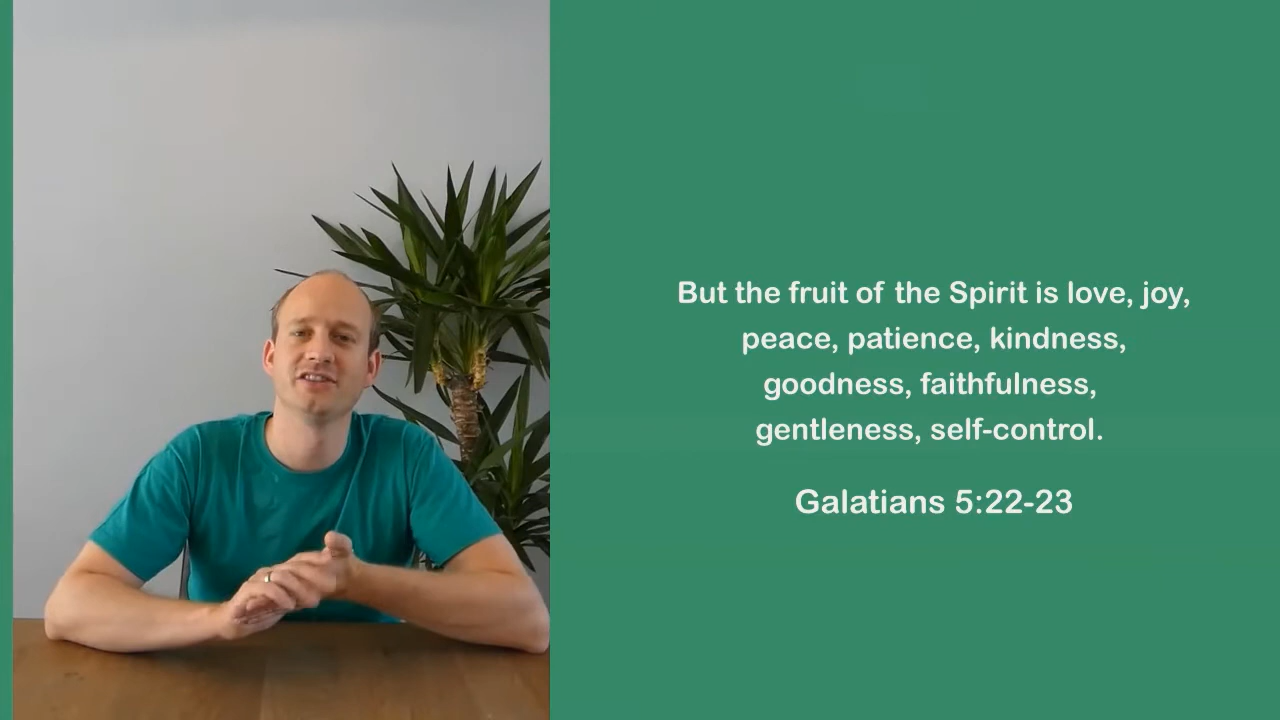 But the fruit of the Spirit is love, joy,
peace, patience, kindness,
goodness, faithfulness,
gentleness, self-control.
Galatians 5:22-23